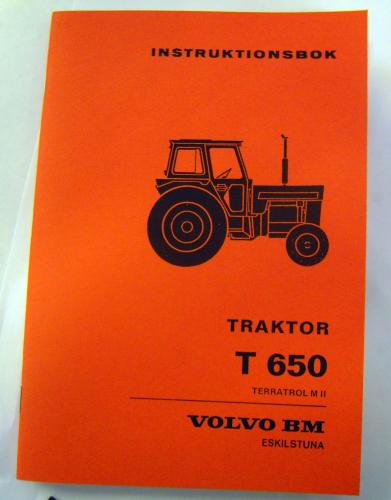 INSTRUKTIONSBOK
TRAKTOR
T 650
TERRATROL M II
VOLVO BM
ESKILSTUNA